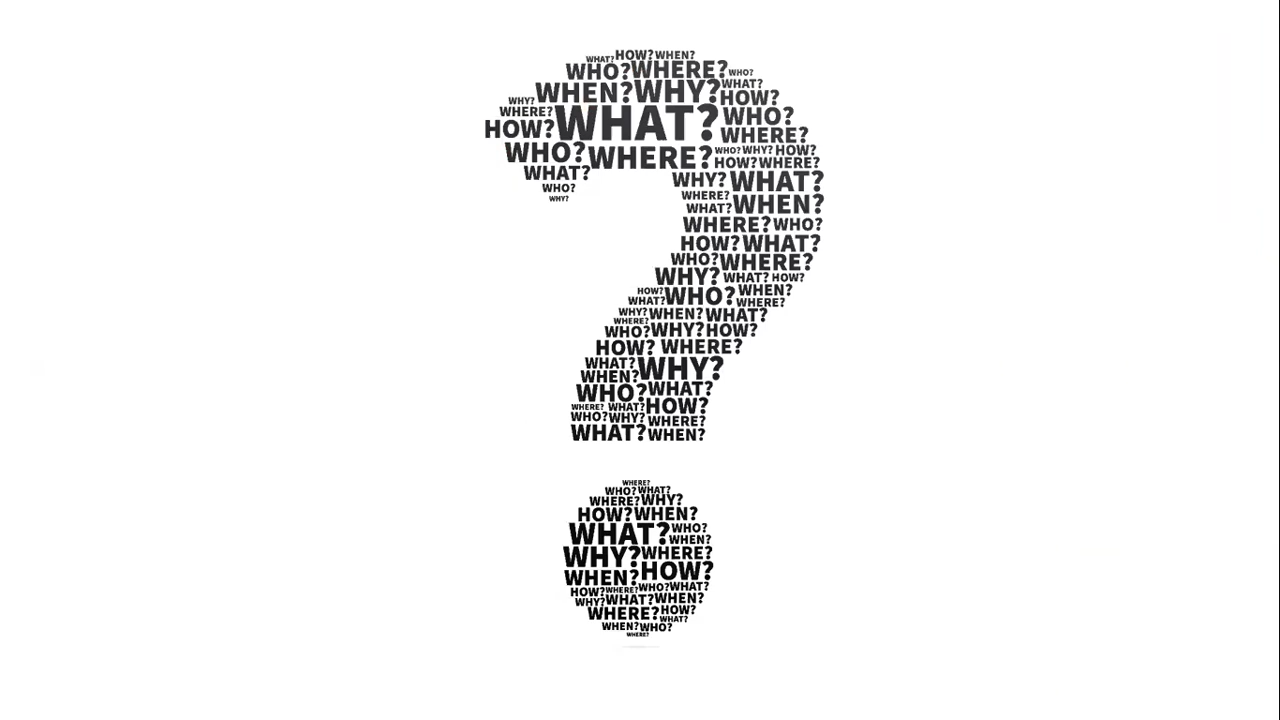 WHAT? HOW? WHEN?
WHO? WHERE? WHO?
WHEN? WHY? WHAT?
WHY? HOW?
WHERE? WHAT? WHO?
HOW? WHERE?
WHO? WHERE? WHO? WHY? HOW?
HOW? WHERE?
WHAT? WHY? WHAT?
WHO? WHERE?
WHY? WHAT? WHEN?
WHERE? WHO?
HOW? WHAT?
WHO? WHERE?
WHY? WHAT? HOW?
HOW? WHO? WHEN?
WHAT? WHERE?
WHY? WHEN? WHAT?
WHERE?
WHO? WHY? HOW?
HOW? WHERE?
WHAT? WHY?
WHEN?
WHO? WHAT?
WHERE? WHAT? HOW?
WHO? WHY? WHERE?
WHAT? WHEN?
WHERE?
WHO? WHAT?
WHERE? WHY?
HOW? WHEN?
WHAT? WHO?
WHEN?
WHY? WHERE?
WHEN? HOW?
HOW? WHERE? WHO? WHAT?
WHY? WHAT? WHEN?
WHERE? HOW?
WHAT?
WHEN? WHO?
WHERE?